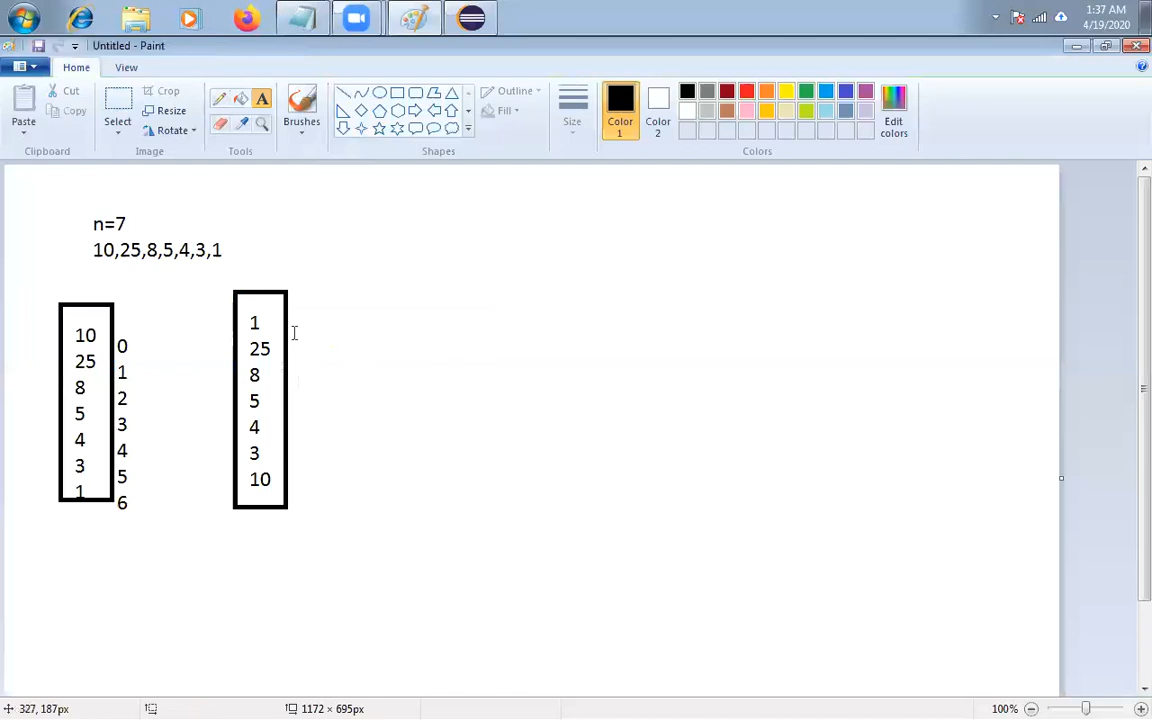 1:37 AM
4/19/2020
Untitled - Paint
Home
View
Paste
Cut
Copy
Clipboard
Select
Crop
Resize
Rotate
Image
A
Tools
Brushes
Shapes
Outline
Fill
Size
Color
1
Color
2
Edit
colors
Colors
n=7
10,25,8,5,4,3,1
10
25
8
5
4
3
1
0
1
2
3
4
5
6
1
25
8
5
4
3
10
327, 187px
1172 × 695px
100%